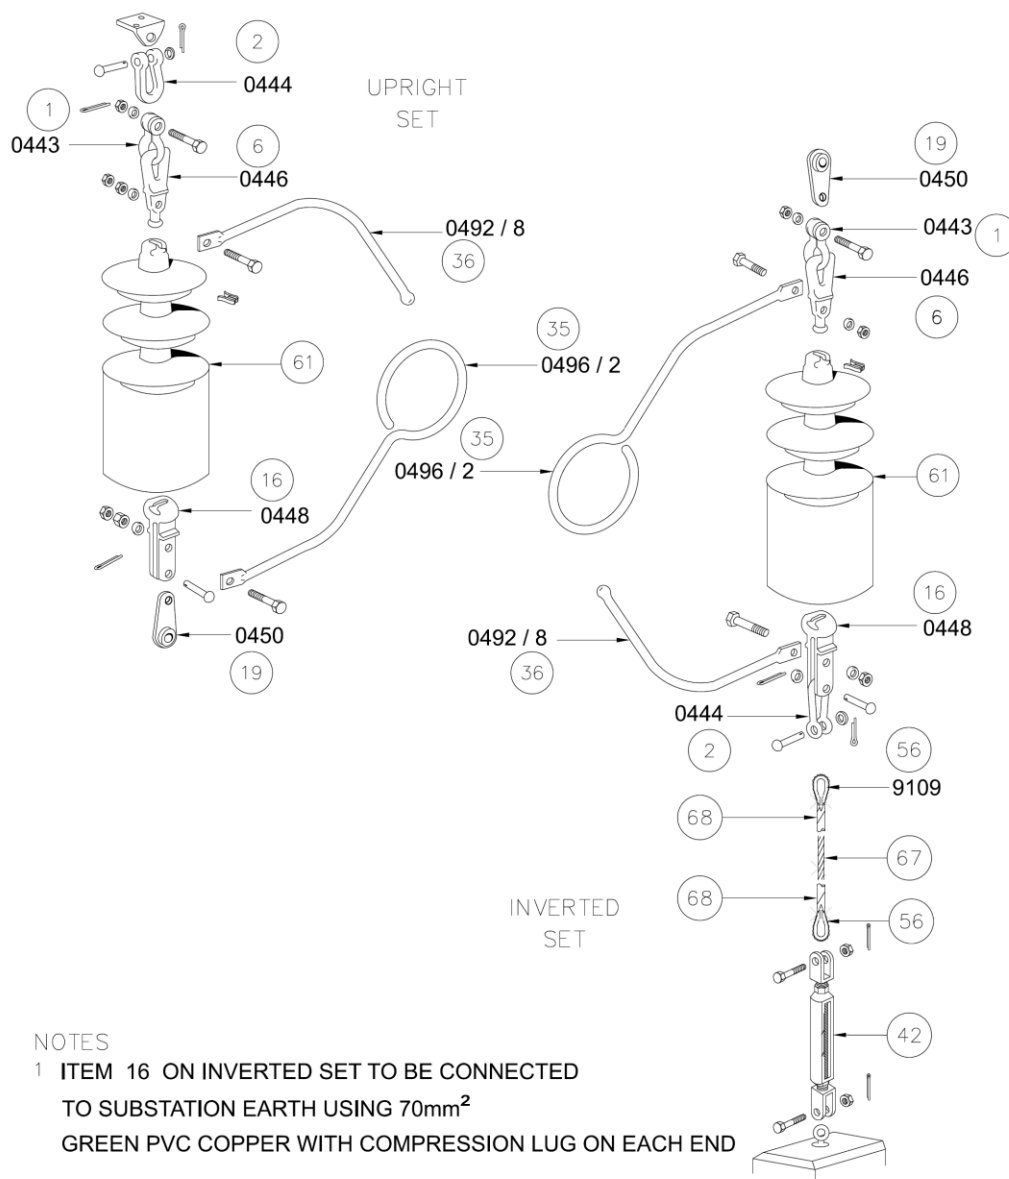 2
0444
UPRIGHT
SET
1
0443
6
0446
0492 / 8
36
35
0496 / 2
61
35
0496 / 2
16
0448
0450
19
19
0450
0443
1
0446
6
61
16
0448
0492 / 8
36
0444
2
56
9109
68
67
68
56
INVERTED
SET
42
NOTES
1 ITEM 16 ON INVERTED SET TO BE CONNECTED
TO SUBSTATION EARTH USING 70mm²
GREEN PVC COPPER WITH COMPRESSION LUG ON EACH END